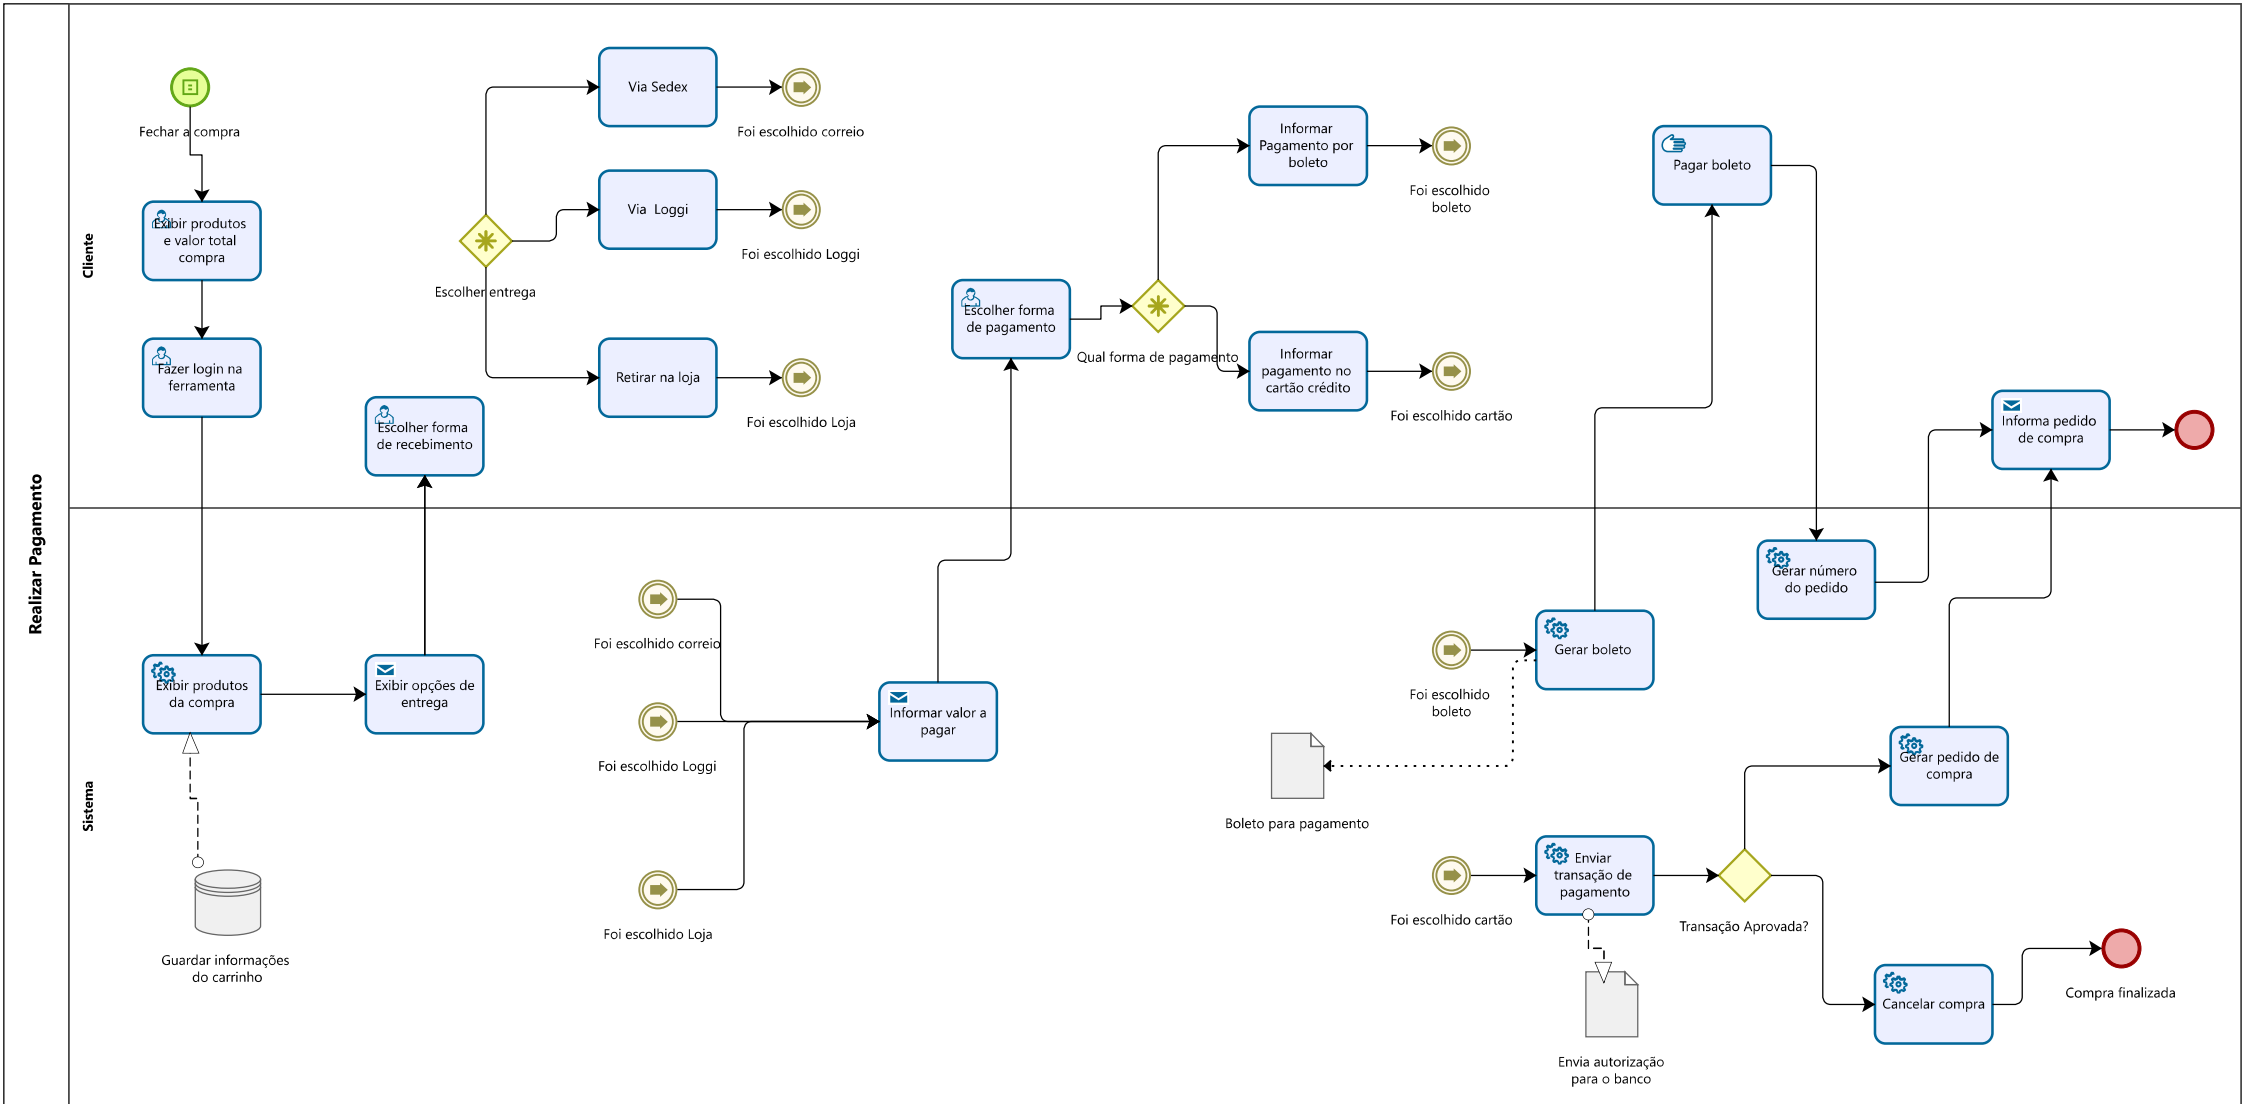 Realizar Pagamento
Cliente
Fechar a compra
Exibir produtos
e valor total
compra
Fazer login na
ferramenta
Escolher forma
de recebimento
Escolher entrega
Via Sedex
Foi escolhido correio
Via Loggi
Foi escolhido Loggi
Retirar na loja
Foi escolhido Loja
Escolher forma
de pagamento
Qual forma de pagamento
Informar
Pagamento por
boleto
Foi escolhido
boleto
Informar
pagamento no
cartão crédito
Foi escolhido cartão
Pagar boleto
Informa pedido
de compra
Sistema
Exibir produtos
da compra
Guardar informações
do carrinho
Exibir opções de
entrega
Foi escolhido correio
Foi escolhido Loggi
Foi escolhido Loja
Informar valor a
pagar
Foi escolhido
boleto
Gerar boleto
Boleto para pagamento
Foi escolhido cartão
Enviar
transação de
pagamento
Envia autorização
para o banco
Transação Aprovada?
Gerar número
do pedido
Gerar pedido de
compra
Cancelar compra
Compra finalizada